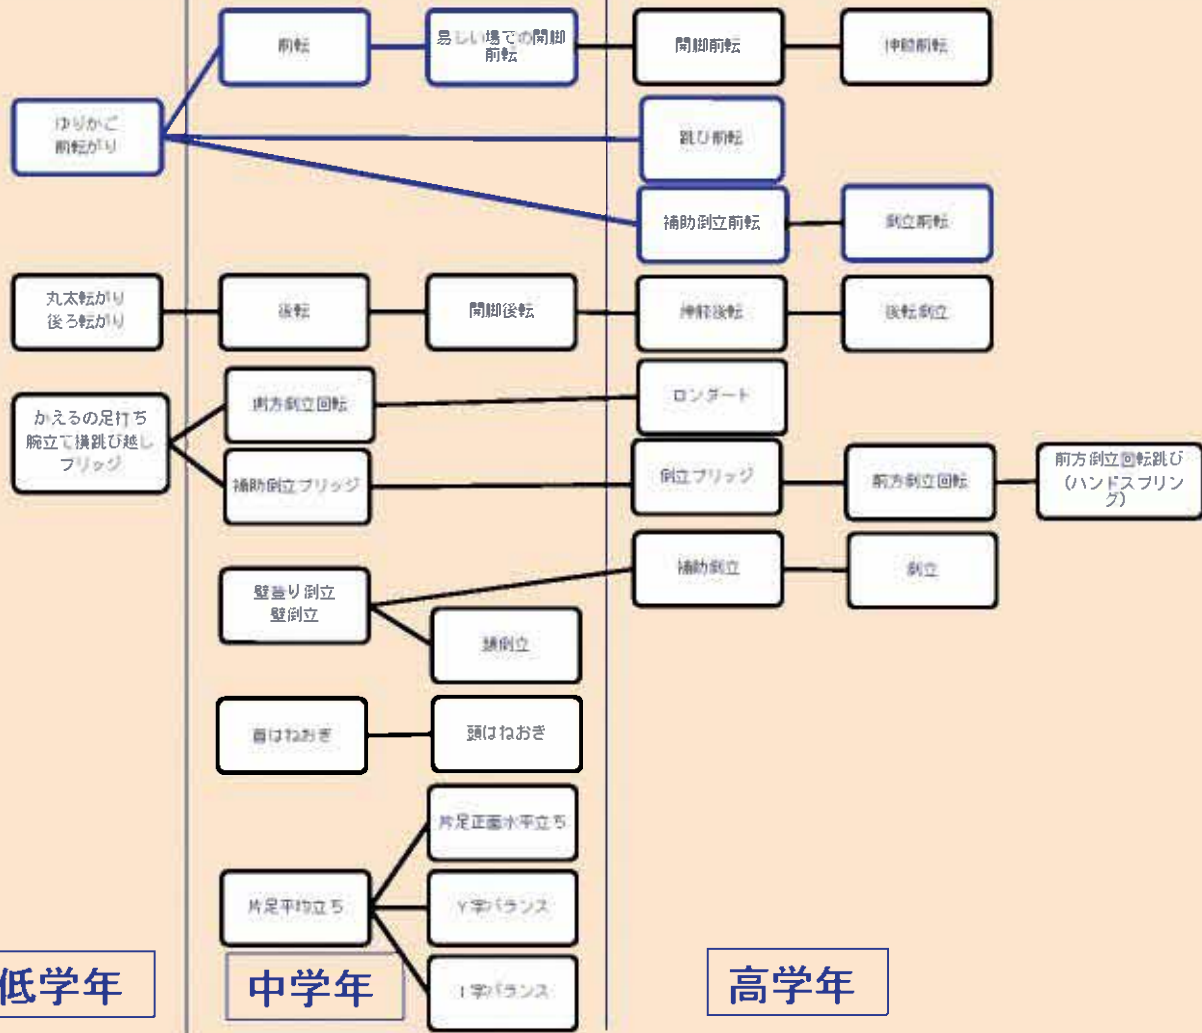 前転
易しい場での開脚
前転
開脚前転
伸膝前転
ゆりかご
前転がり
跳び前転
補助倒立前転
倒立前転
丸太転がり
後ろ転がり
後転
開脚後転
伸膝後転
後転倒立
かえるの足打ち
腕立て横跳び越し
ブリッジ
側方倒立回転
ロンダート
補助倒立ブリッジ
倒立ブリッジ
前方倒立回転
前方倒立回転跳び
（ハンドスプリン
グ）
壁登り倒立
壁倒立
補助倒立
倒立
頭倒立
首はねおき
頭はねおき
片足正面水平立ち
片足平均立ち
Y字バランス
I字バランス
低学年
中学年
高学年